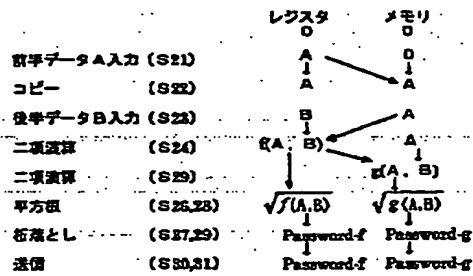 レジスタ メモリ
0 0
前半データA入力 (S21) A 0
コピー (S22) A A
後半データB入力 (S23) B A
二項演算 (S24) f(A, B) A
二項演算 (S29) g(A, B)
平方根 (S26,28) √f(A,B) √g(A,B)
桁落とし (S27,29) Password-f Password-g
送信 (S30,31) Password-f Password-g